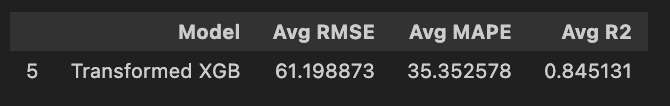 Model Avg RMSE Avg MAPE Avg R2
5 Transformed XGB 61.198873 35.352578 0.845131